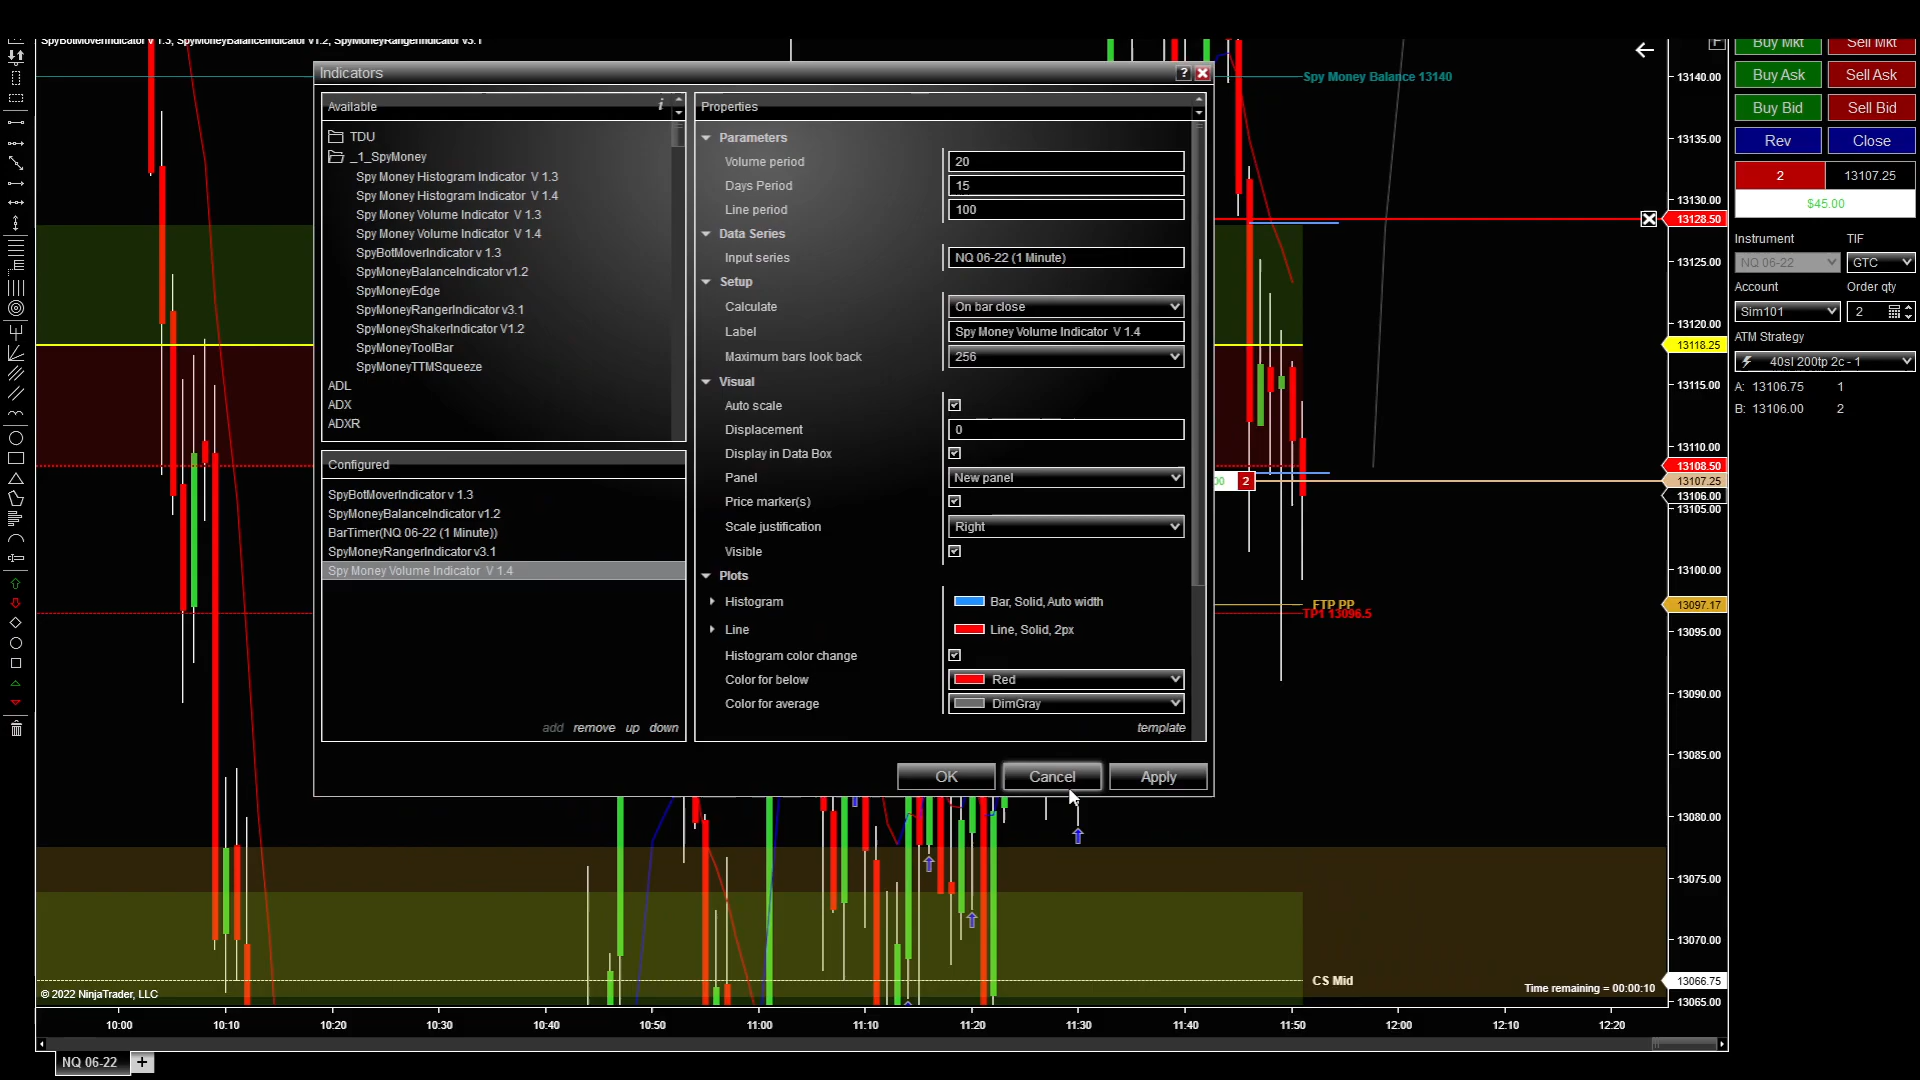 SpyBotMoverIndicator v 1.3, SpyMoneyBalanceIndicator v1.2, SpyMoneyRangerIndicator v3.1
Indicators
?
Available
i
TDU
_1_SpyMoney
Spy Money Histogram Indicator V 1.3
Spy Money Histogram Indicator V 1.4
Spy Money Volume Indicator V 1.3
Spy Money Volume Indicator V 1.4
SpyBotMoverIndicator v 1.3
SpyMoneyBalanceIndicator v1.2
SpyMoneyEdge
SpyMoneyRangerIndicator v3.1
SpyMoneyShakerIndicator V1.2
SpyMoneyToolBar
SpyMoneyTTMSqueeze
ADL
ADX
ADXR
Configured
SpyBotMoverIndicator v 1.3
SpyMoneyBalanceIndicator v1.2
BarTimer(NQ 06-22 (1 Minute))
SpyMoneyRangerIndicator v3.1
Spy Money Volume Indicator V 1.4
add remove up down
Properties
Parameters
Volume period 20
Days Period 15
Line period 100
Data Series
Input series NQ 06-22 (1 Minute)
Setup
Calculate On bar close
Label Spy Money Volume Indicator V 1.4
Maximum bars look back 256
Visual
Auto scale
Displacement 0
Display in Data Box
Panel New panel
Price marker(s)
Scale justification Right
Visible
Plots
Histogram Bar, Solid, Auto width
Line Line, Solid, 2px
Histogram color change
Color for below Red
Color for average DimGray
template
OK Cancel Apply
Spy Money Balance 13140
2
FTP PP
TP1 13096.5
CS Mid
Time remaining = 00:00:10
© 2022 NinjaTrader, LLC
F
13140.00
13135.00
13130.00
13128.50
13125.00
13120.00
13118.25
13115.00
13110.00
13108.50
13107.25
13106.00
13105.00
13100.00
13097.17
13095.00
13090.00
13085.00
13080.00
13075.00
13070.00
13066.75
13065.00
10:00 10:10 10:20 10:30 10:40 10:50 11:00 11:10 11:20 11:30 11:40 11:50 12:00 12:10 12:20
NQ 06-22 +
Buy Mkt Sell Mkt
Buy Ask Sell Ask
Buy Bid Sell Bid
Rev Close
2 13107.25
$45.00
Instrument TIF
NQ 06-22 GTC
Account Order qty
Sim101 2
ATM Strategy
40sl 200tp 2c - 1
A: 13106.75 1
B: 13106.00 2